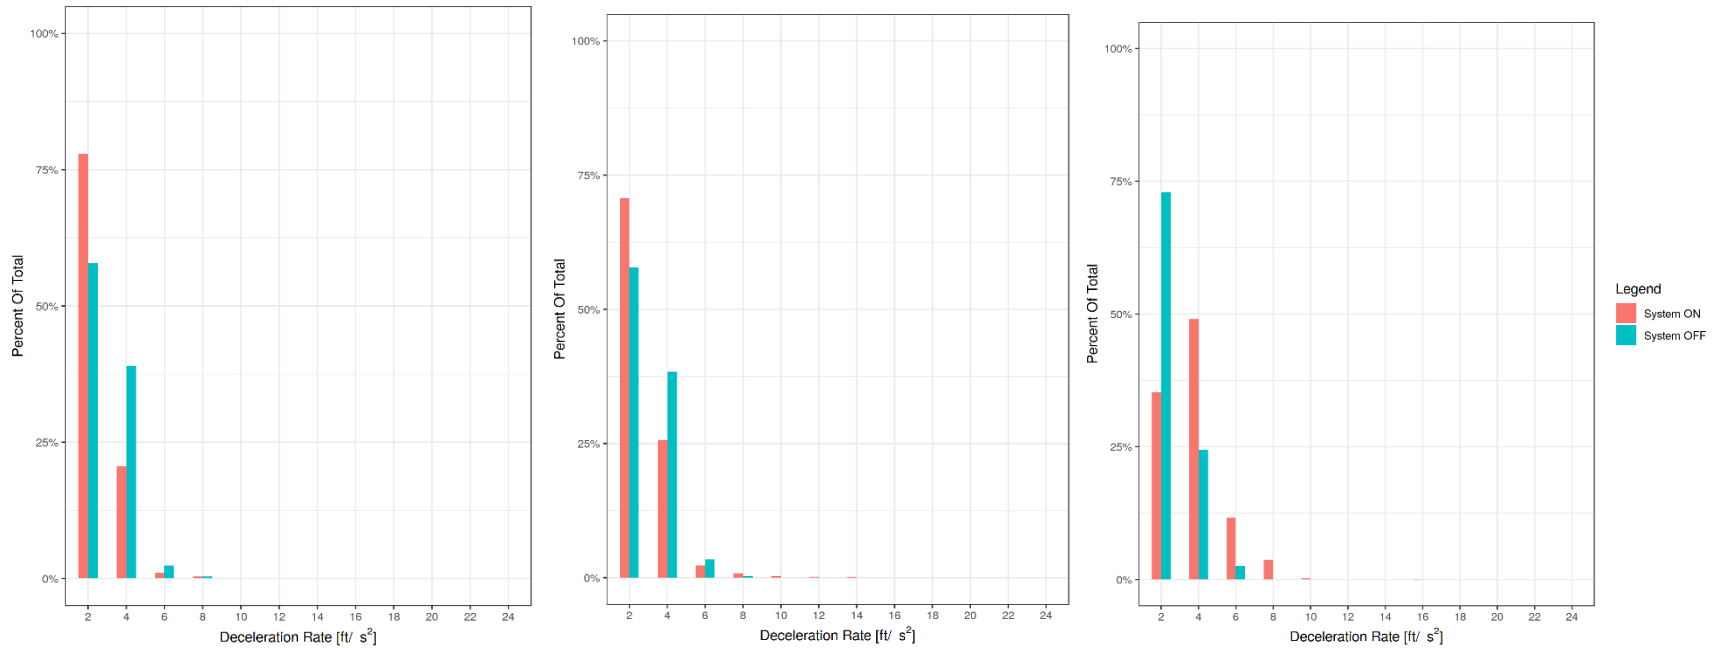 100%
75%
50%
25%
0%
Percent Of Total
2 4 6 8 10 12 14 16 18 20 22 24
Deceleration Rate [ft/ s²]
100%
75%
50%
25%
0%
Percent Of Total
2 4 6 8 10 12 14 16 18 20 22 24
Deceleration Rate [ft/ s²]
100%
75%
50%
25%
0%
Percent Of Total
2 4 6 8 10 12 14 16 18 20 22 24
Deceleration Rate [ft/ s²]
Legend
System ON
System OFF